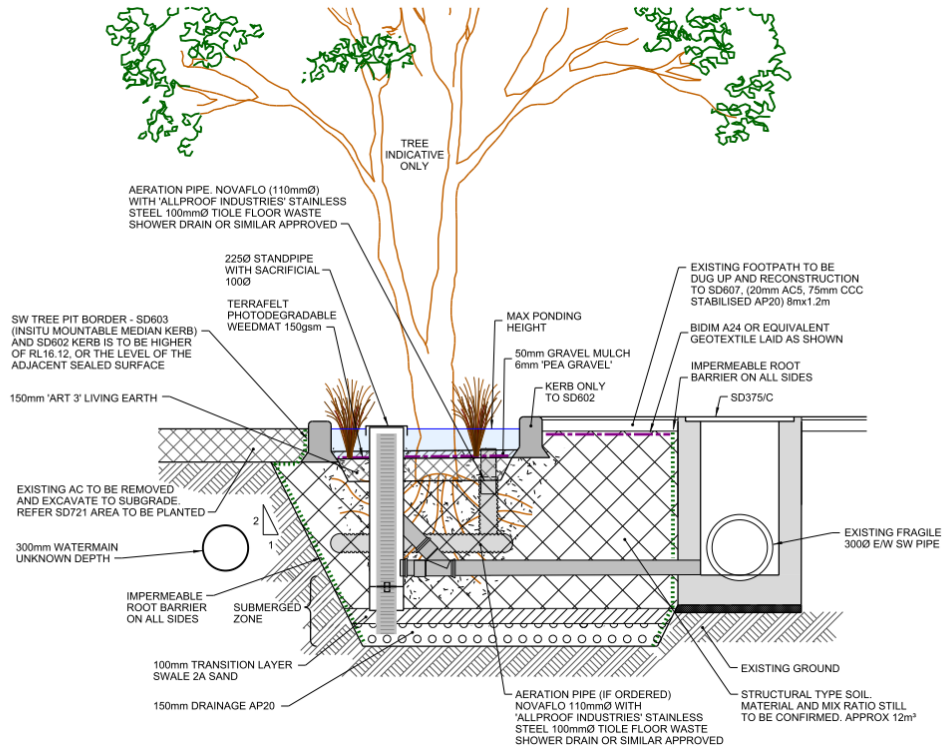 TREE
INDICATIVE
ONLY
AERATION PIPE. NOVAFLO (110mmØ)
WITH 'ALLPROOF INDUSTRIES' STAINLESS
STEEL 100mmØ TIOLE FLOOR WASTE
SHOWER DRAIN OR SIMILAR APPROVED
225Ø STANDPIPE
WITH SACRIFICIAL
100Ø
TERRAFELT
PHOTODEGRADABLE
WEEDMAT 150gsm
SW TREE PIT BORDER - SD603
(INSITU MOUNTABLE MEDIAN KERB)
AND SD602 KERB IS TO BE HIGHER
OF RL16.12, OR THE LEVEL OF THE
ADJACENT SEALED SURFACE
150mm 'ART 3' LIVING EARTH
EXISTING AC TO BE REMOVED
AND EXCAVATE TO SUBGRADE.
REFER SD721 AREA TO BE PLANTED
2
1
300mm WATERMAIN
UNKNOWN DEPTH
IMPERMEABLE
ROOT BARRIER
ON ALL SIDES
SUBMERGED
ZONE
100mm TRANSITION LAYER
SWALE 2A SAND
150mm DRAINAGE AP20
MAX PONDING
HEIGHT
50mm GRAVEL MULCH
6mm 'PEA GRAVEL'
KERB ONLY
TO SD602
EXISTING FOOTPATH TO BE
DUG UP AND RECONSTRUCTION
TO SD607, (20mm AC5, 75mm CCC
STABILISED AP20) 8mx1.2m
BIDIM A24 OR EQUIVALENT
GEOTEXTILE LAID AS SHOWN
IMPERMEABLE ROOT
BARRIER ON ALL SIDES
SD375/C
EXISTING FRAGILE
300Ø E/W SW PIPE
EXISTING GROUND
STRUCTURAL TYPE SOIL.
MATERIAL AND MIX RATIO STILL
TO BE CONFIRMED. APPROX 12m³
AERATION PIPE (IF ORDERED)
NOVAFLO 110mmØ WITH
'ALLPROOF INDUSTRIES' STAINLESS
STEEL 100mmØ TIOLE FLOOR WASTE
SHOWER DRAIN OR SIMILAR APPROVED